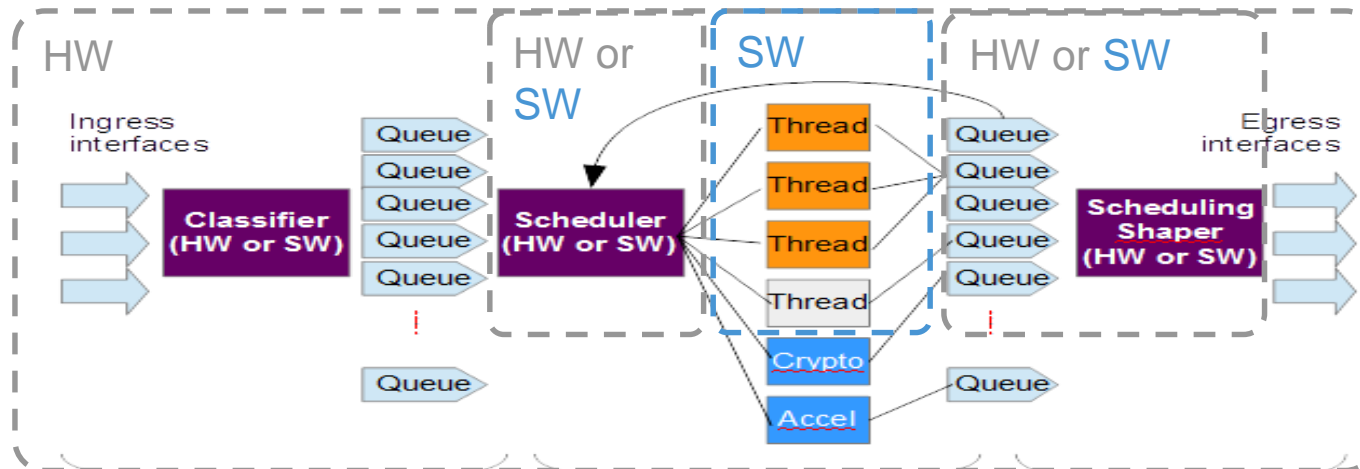 HW
HW or
SW
SW
HW or SW
Ingress
interfaces
Queue
Queue
Queue
Queue
Queue
Queue
Classifier
(HW or SW)
Scheduler
(HW or SW)
Thread
Thread
Thread
Thread
Crypto
Accel
Queue
Queue
Queue
Queue
Queue
Queue
Scheduling
Shaper
(HW or SW)
Egress
interfaces